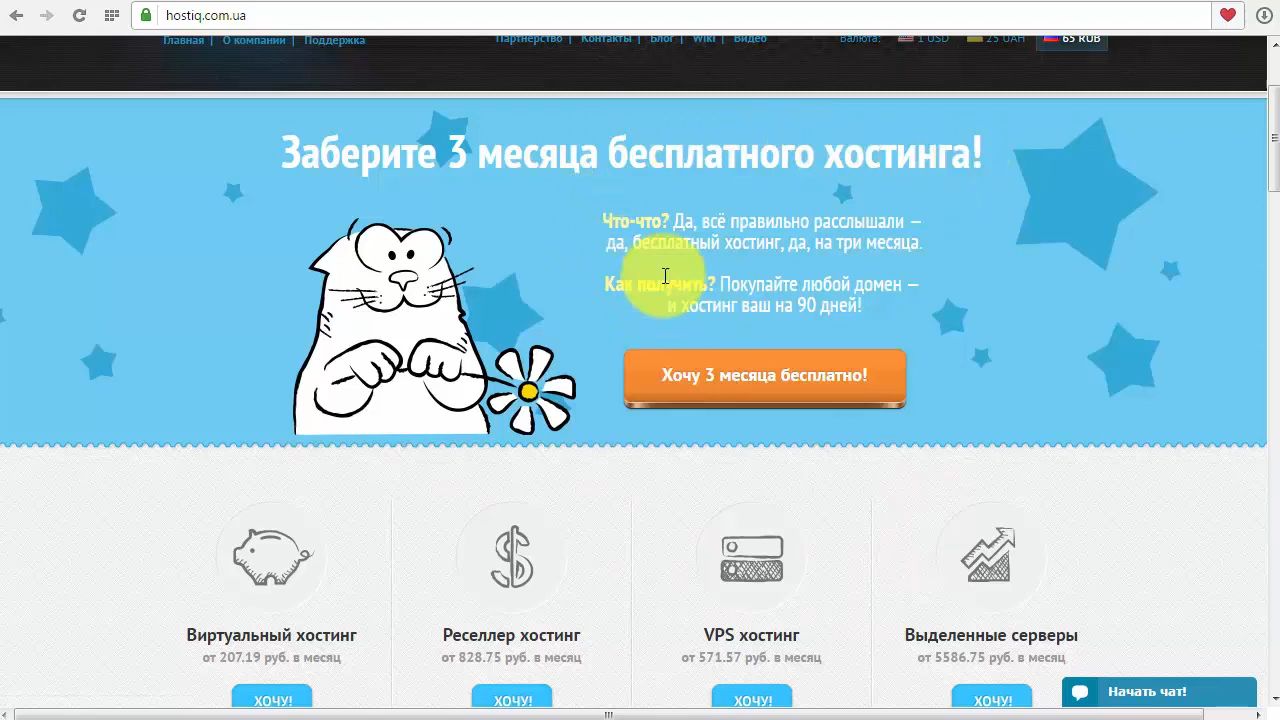 hostiq.com.ua
Главная | О компании | Поддержка
Партнерство | Контакты | Блог | Wiki | Видео
Валюта: 1 USD 25 UAH 65 RUB
Заберите 3 месяца бесплатного хостинга!
Что-что? Да, всё правильно расслышали —
да, бесплатный хостинг, да, на три месяца.
Как получить? Покупайте любой домен —
и хостинг ваш на 90 дней!
Хочу 3 месяца бесплатно!
Виртуальный хостинг
от 207.19 руб. в месяц
ХОЧУ!
Реселлер хостинг
от 828.75 руб. в месяц
ХОЧУ!
VPS хостинг
от 571.57 руб. в месяц
ХОЧУ!
Выделенные серверы
от 5586.75 руб. в месяц
ХОЧУ!
Начать чат!